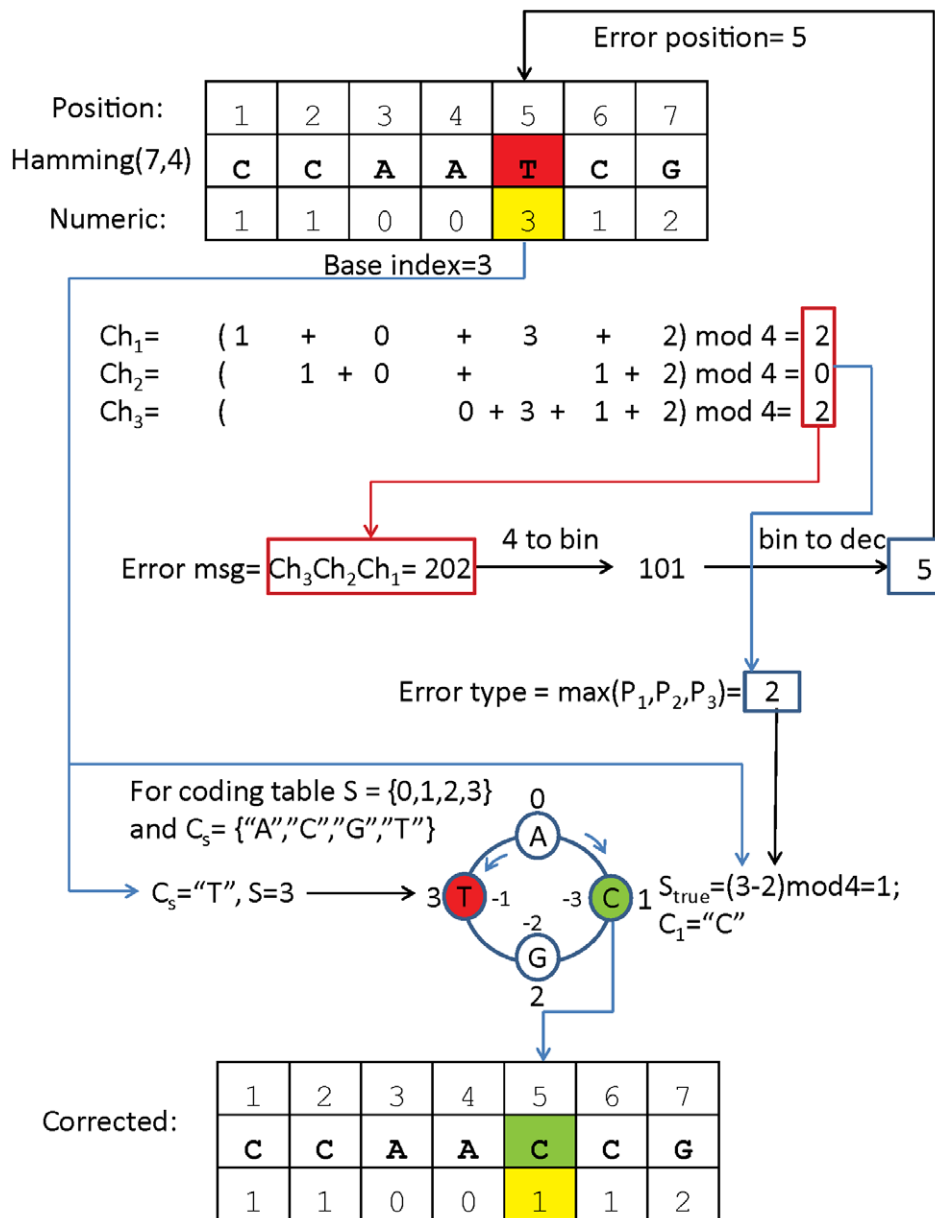 Error position= 5
Position: 1 2 3 4 5 6 7
Hamming(7,4) C C A A T C G
Numeric: 1 1 0 0 3 1 2
Base index=3
Ch1= ( 1 + 0 + 3 + 2) mod 4 = 2
Ch2= ( 1 + 0 + 1 + 2) mod 4 = 0
Ch3= ( 0 + 3 + 1 + 2) mod 4= 2
4 to bin
bin to dec
Error msg= Ch3Ch2Ch1= 202
101
5
Error type = max(P1,P2,P3)= 2
For coding table S = {0,1,2,3}
and Cs= {“A”,”C”,”G”,”T”}
0
A
Cs=“T”, S=3
3 T -1 -3 C 1
-2
G
2
Strue=(3-2)mod4=1;
C1=“C”
Corrected:
1 2 3 4 5 6 7
C C A A C C G
1 1 0 0 1 1 2